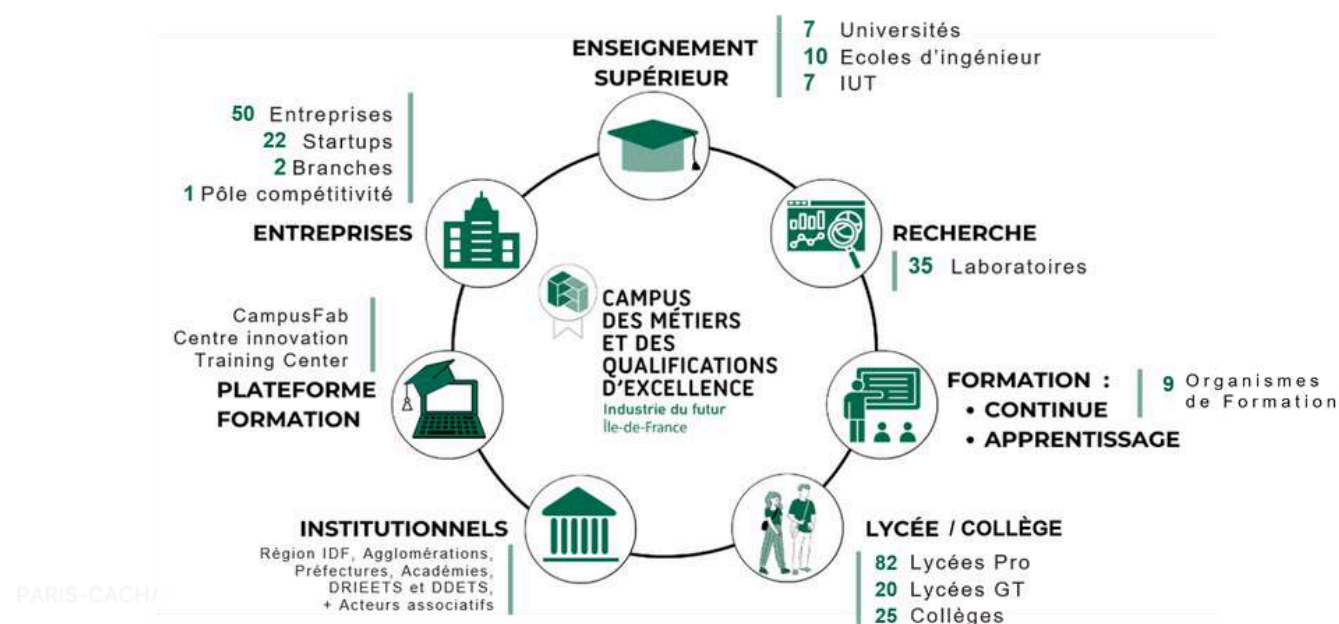 ENSEIGNEMENT
SUPÉRIEUR
7 Universités
10 Ecoles d'ingénieur
7 IUT
50 Entreprises
22 Startups
2 Branches
1 Pôle compétitivité
ENTREPRISES
RECHERCHE
35 Laboratoires
CAMPUS
DES MÉTIERS
ET DES
QUALIFICATIONS
D'EXCELLENCE
Industrie du futur
Île-de-France
CampusFab
Centre innovation
Training Center
PLATEFORME
FORMATION
FORMATION :
• CONTINUE
• APPRENTISSAGE
9 Organismes
de Formation
INSTITUTIONNELS
Région IDF, Agglomérations,
Préfectures, Académies,
DRIEETS et DDETS,
+ Acteurs associatifs
LYCÉE / COLLÈGE
82 Lycées Pro
20 Lycées GT
25 Collèges
PARIS-CACHA